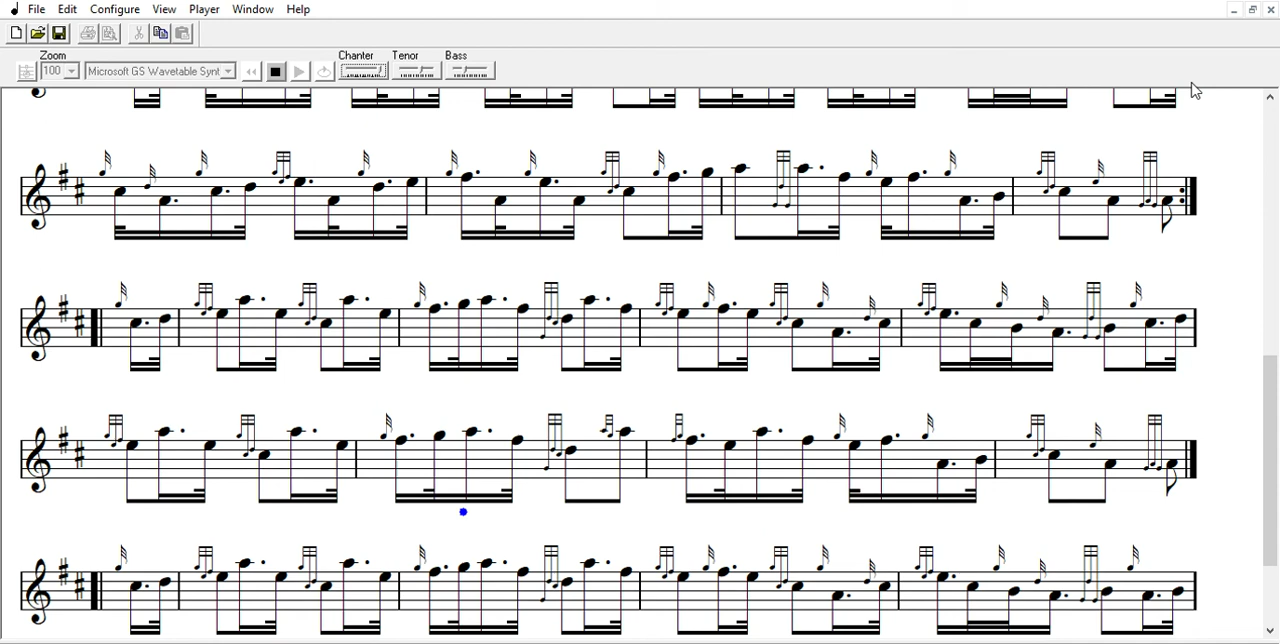 File Edit Configure View Player Window Help
Zoom Chanter Tenor Bass
100 Microsoft GS Wavetable Synt